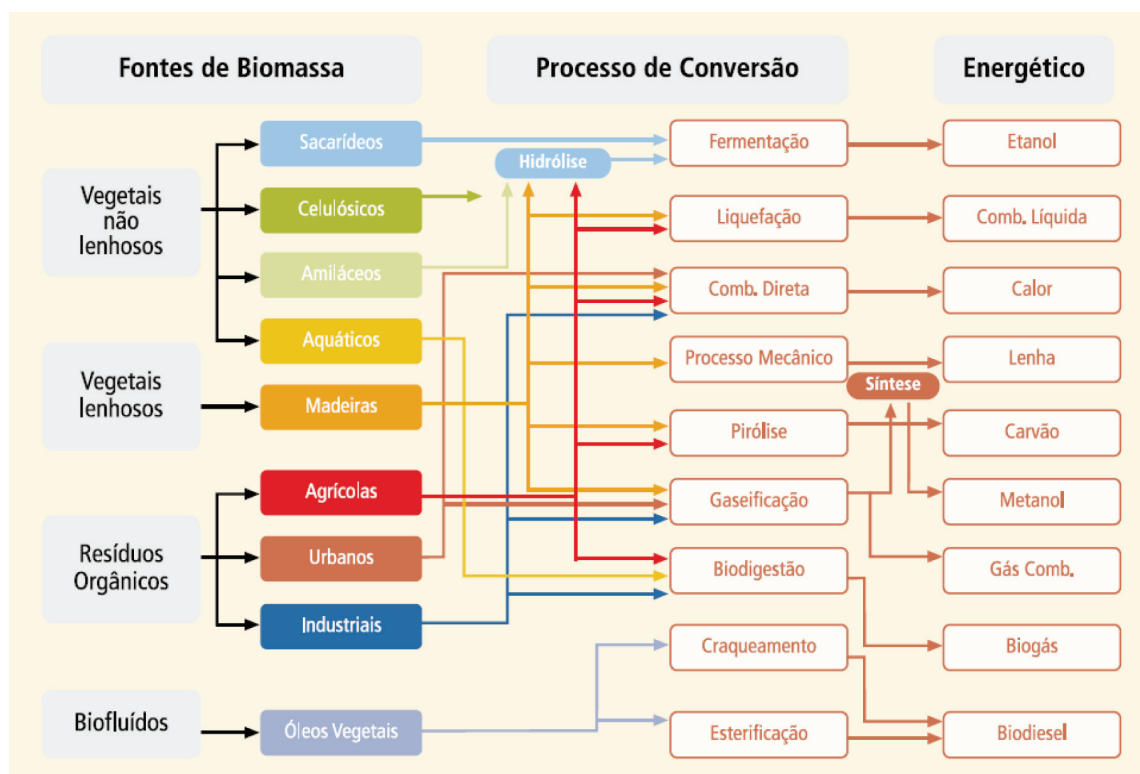 Fontes de Biomassa
Processo de Conversão
Energético
Vegetais
não
lenhosos
Vegetais
lenhosos
Resíduos
Orgânicos
Biofluídos
Sacarídeos
Celulósicos
Amiláceos
Aquáticos
Madeiras
Agrícolas
Urbanos
Industriais
Óleos Vegetais
Hidrólise
Fermentação
Liquefação
Comb. Direta
Processo Mecânico
Pirólise
Gaseificação
Biodigestão
Craqueamento
Esterificação
Síntese
Etanol
Comb. Líquida
Calor
Lenha
Carvão
Metanol
Gás Comb.
Biogás
Biodiesel